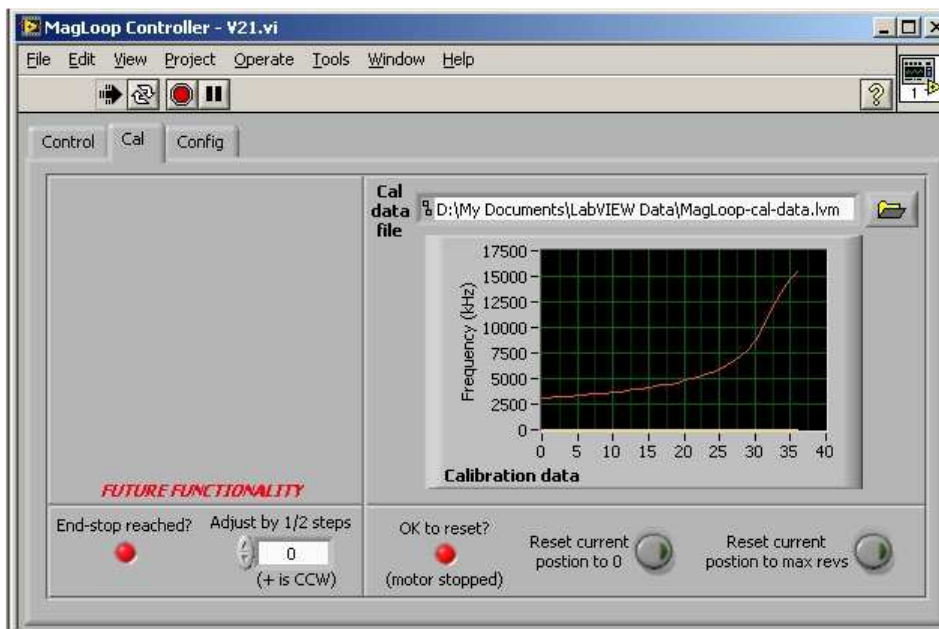 MagLoop Controller - V21.vi
File Edit View Project Operate Tools Window Help
1
Control Cal Config
Cal data file
D:\My Documents\LabVIEW Data\MagLoop-cal-data.lvm
Frequency (kHz)
17500
15000
12500
10000
7500
5000
2500
0
0 5 10 15 20 25 30 35 40
Calibration data
FUTURE FUNCTIONALITY
End-stop reached?
Adjust by 1/2 steps
0
(+ is CCW)
OK to reset?
(motor stopped)
Reset current
postion to 0
Reset current
postion to max revs